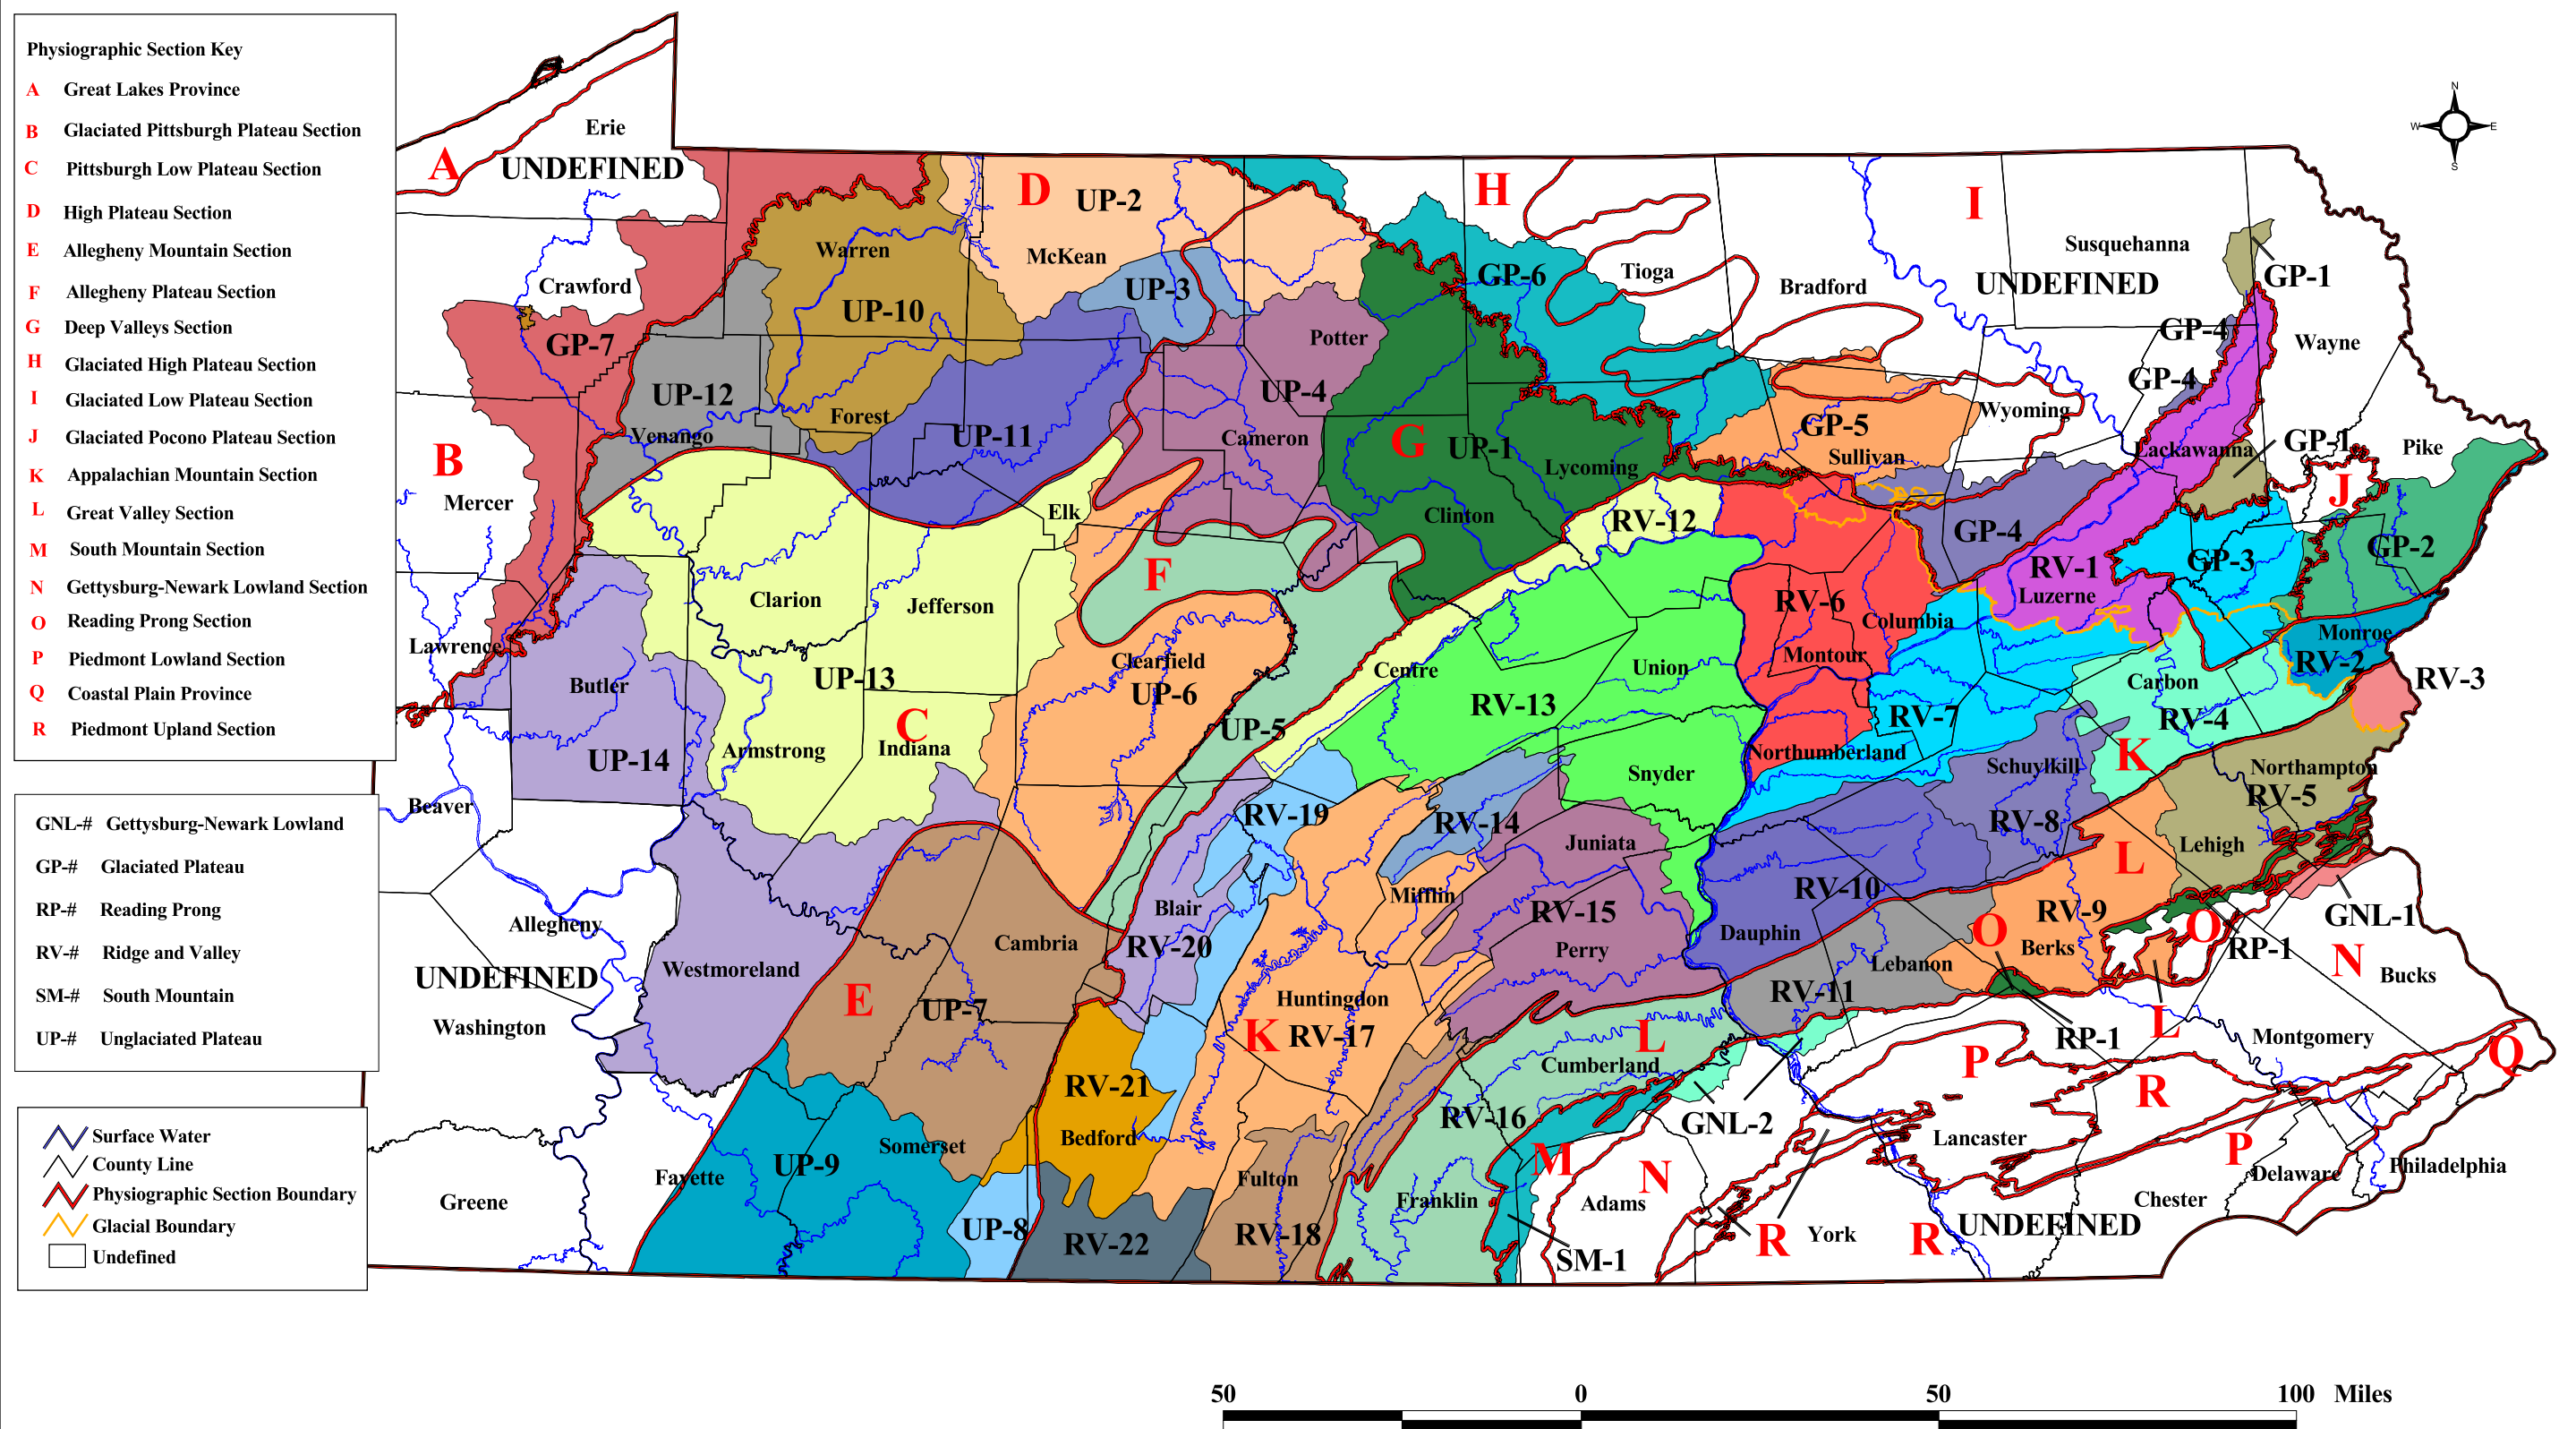 Physiographic Section Key
A Great Lakes Province
B Glaciated Pittsburgh Plateau Section
C Pittsburgh Low Plateau Section
D High Plateau Section
E Allegheny Mountain Section
F Allegheny Plateau Section
G Deep Valleys Section
H Glaciated High Plateau Section
I Glaciated Low Plateau Section
J Glaciated Pocono Plateau Section
K Appalachian Mountain Section
L Great Valley Section
M South Mountain Section
N Gettysburg-Newark Lowland Section
O Reading Prong Section
P Piedmont Lowland Section
Q Coastal Plain Province
R Piedmont Upland Section
GNL-# Gettysburg-Newark Lowland
GP-# Glaciated Plateau
RP-# Reading Prong
RV-# Ridge and Valley
SM-# South Mountain
UP-# Unglaciated Plateau
Surface Water
County Line
Physiographic Section Boundary
Glacial Boundary
Undefined
N
W
E
S
Erie
A
UNDEFINED
D
UP-2
H
I
Warren
McKean
Susquehanna
Crawford
UP-3
GP-6
Tioga
Bradford
UNDEFINED
GP-1
UP-10
GP-7
Potter
GP-4
Wayne
UP-12
UP-4
GP-4
Forest
Wyoming
Venango
UP-11
Cameron
G
UP-1
GP-5
Lycoming
Sullivan
Lackawanna
GP-1
Pike
B
Mercer
J
Elk
Clinton
RV-12
GP-4
GP-2
F
GP-3
RV-1
Clarion
Jefferson
RV-6
Luzerne
Columbia
Monroe
Lawrence
Clearfield
Centre
Union
Montour
RV-2
RV-3
Butler
UP-13
UP-6
RV-13
Carbon
RV-4
C
UP-5
RV-7
Armstrong
Indiana
Northumberland
K
UP-14
Snyder
Schuylkill
Northampton
RV-5
Beaver
RV-19
RV-14
RV-8
Juniata
Lehigh
L
Mifflin
RV-10
Allegheny
Blair
RV-15
RV-9
GNL-1
Cambria
RV-20
Perry
Dauphin
O
Berks
O
RP-1
N
Bucks
UNDEFINED
Westmoreland
Lebanon
Washington
E
UP-7
Huntingdon
K
RV-17
RV-11
L
RP-1
L
Montgomery
Q
Cumberland
P
R
RV-21
RV-16
GNL-2
Bedford
Lancaster
P
Somerset
UP-9
Fayette
Fulton
M
N
Delaware
Philadelphia
Greene
Franklin
Adams
Chester
UP-8
RV-22
RV-18
SM-1
R
York
R
UNDEFINED
50 0 50 100 Miles